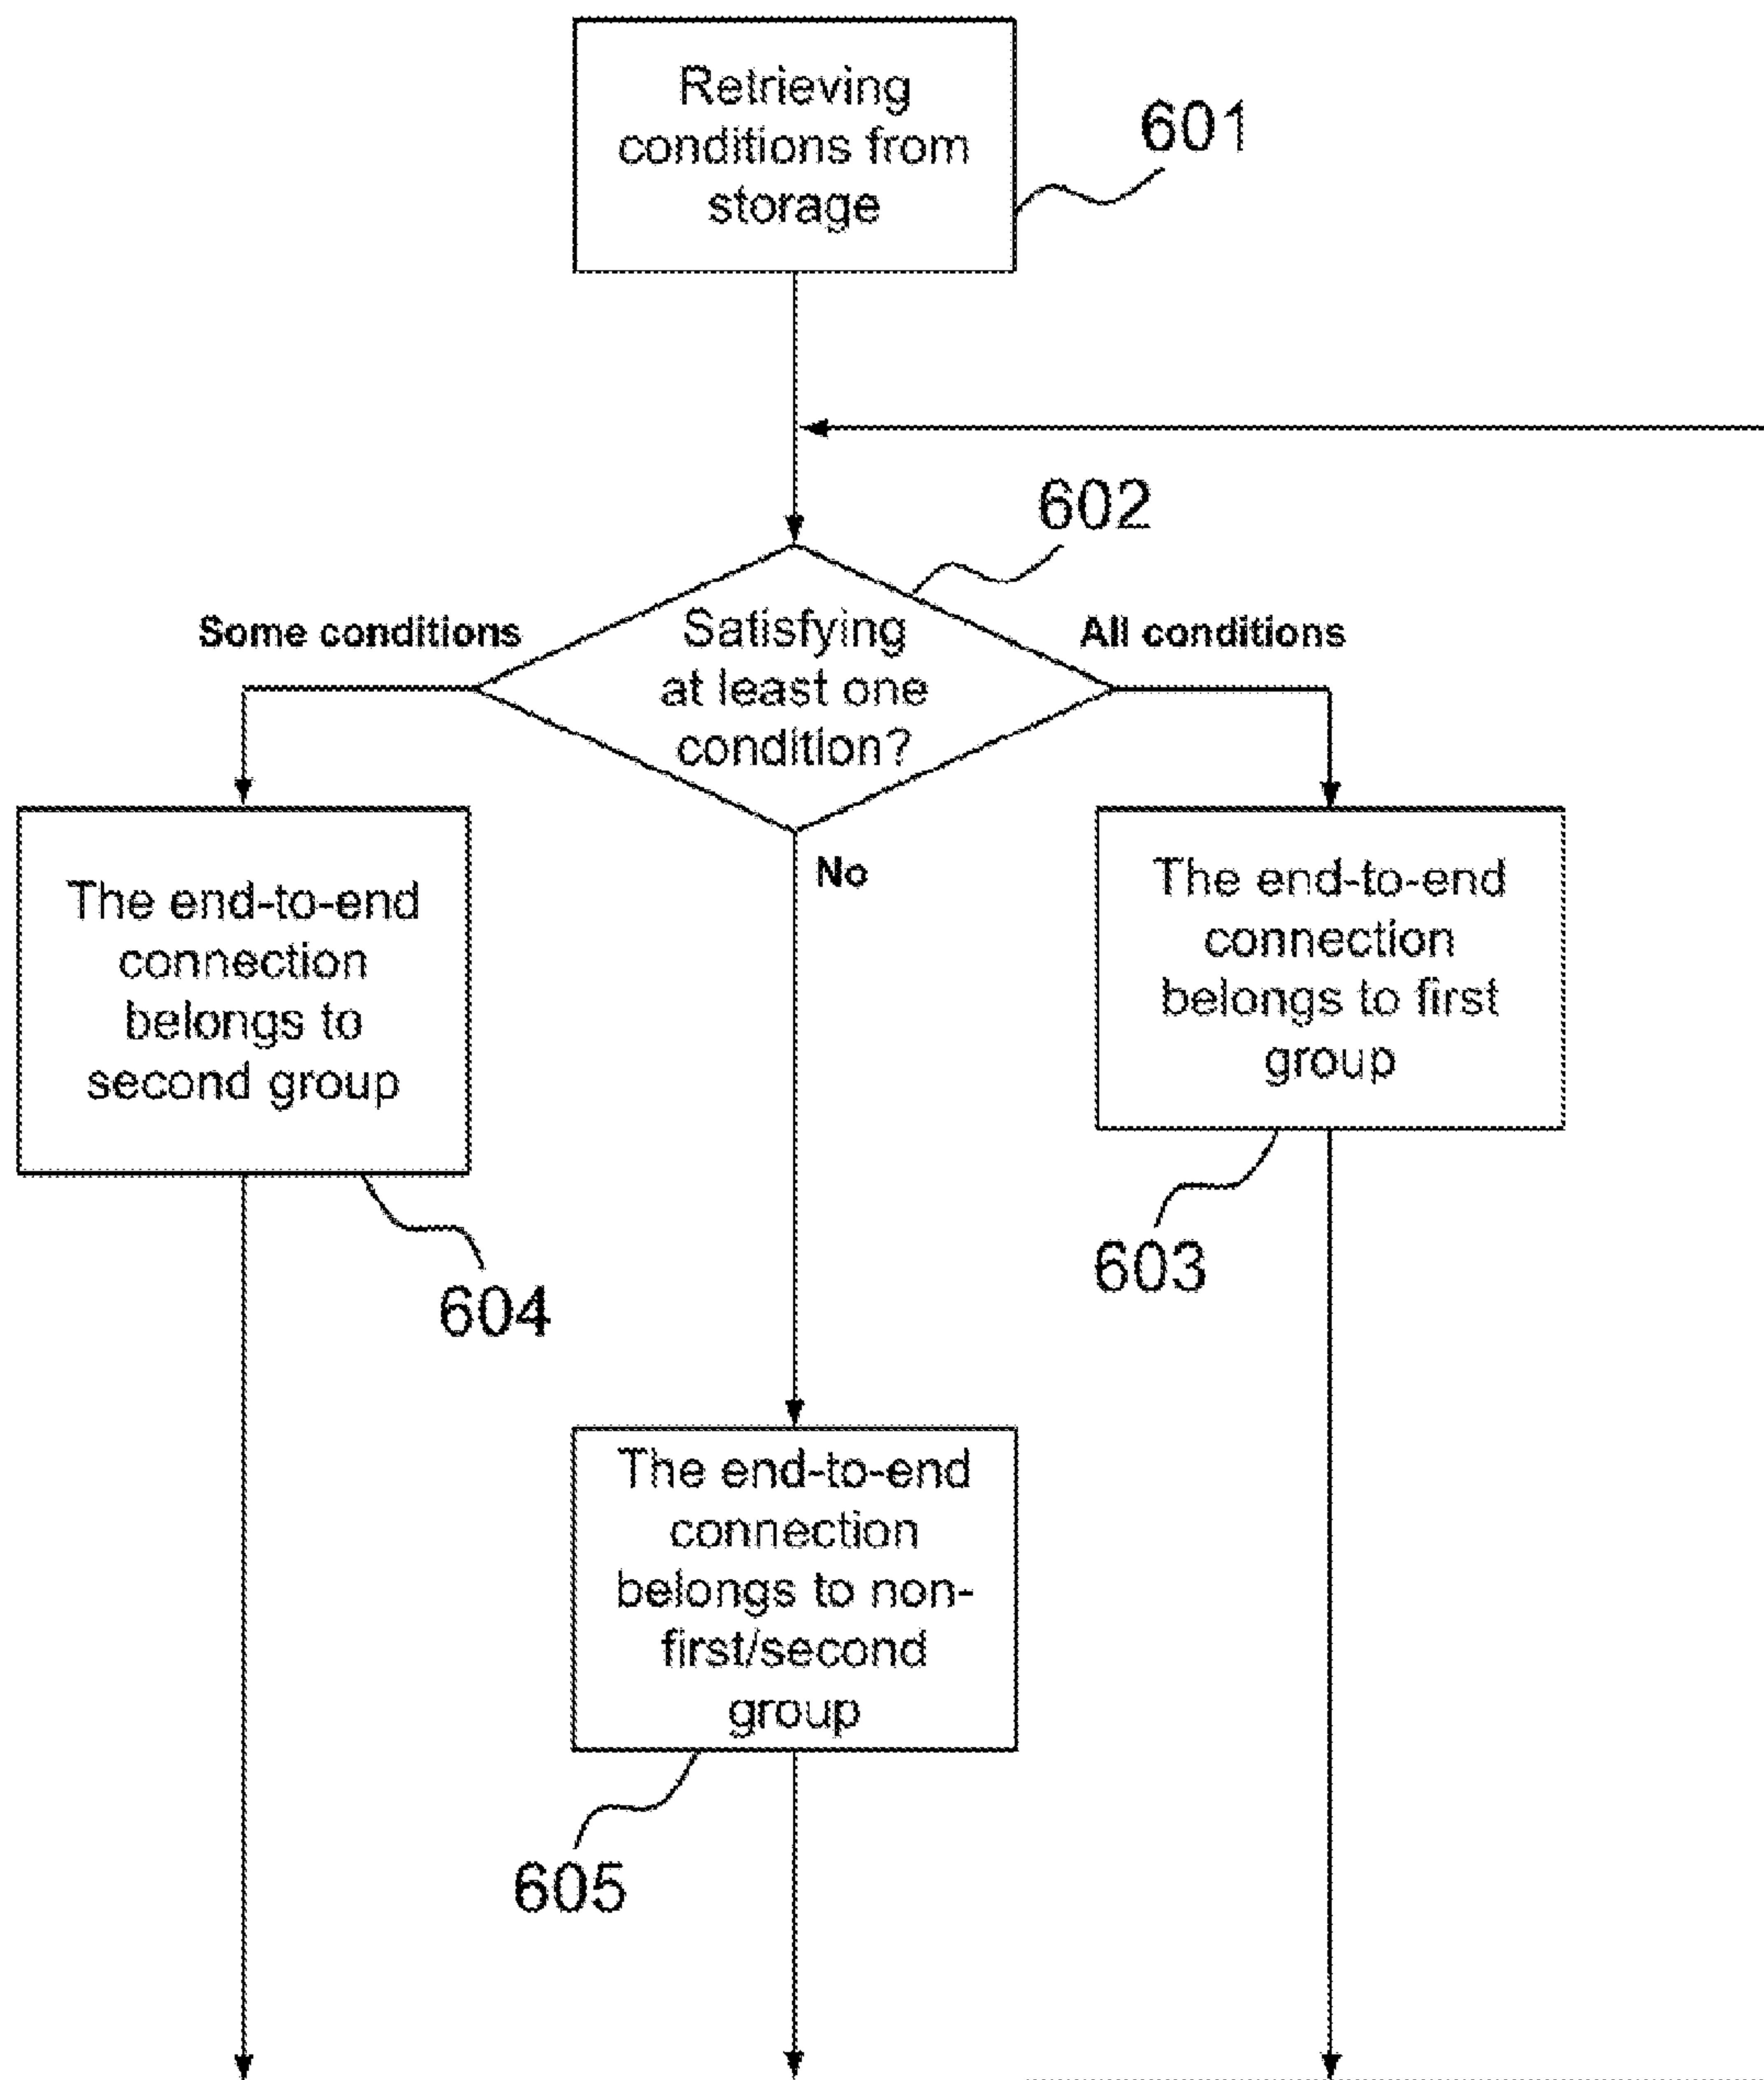 Retrieving
conditions from
storage
601
602
Some conditions
Satisfying
at least one
condition?
All conditions
No
The end-to-end
connection
belongs to
second group
604
The end-to-end
connection
belongs to first
group
603
The end-to-end
connection
belongs to non-
first/second
group
605